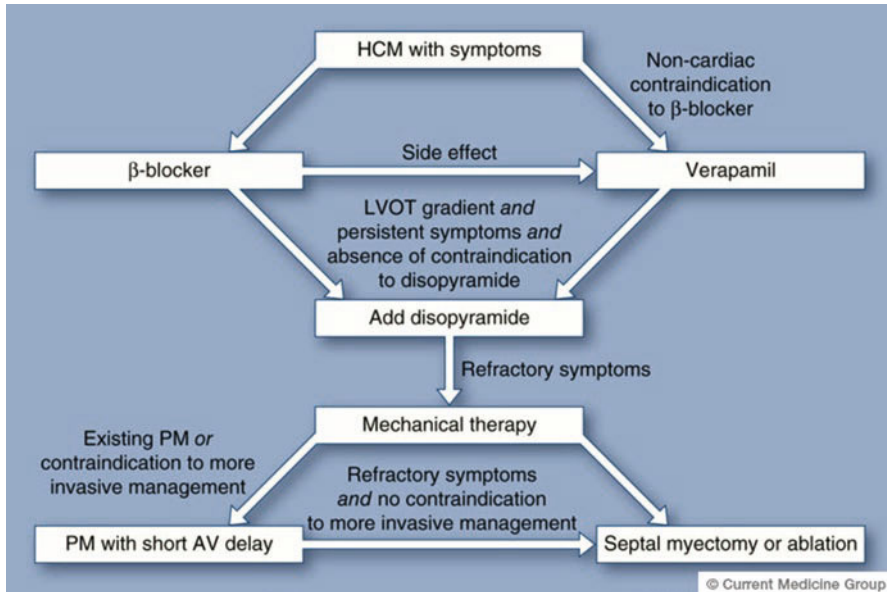 HCM with symptoms
Non-cardiac
contraindication
to β-blocker
β-blocker
Side effect
Verapamil
LVOT gradient and
persistent symptoms and
absence of contraindication
to disopyramide
Add disopyramide
Refractory symptoms
Mechanical therapy
Existing PM or
contraindication to more
invasive management
Refractory symptoms
and no contraindication
to more invasive management
PM with short AV delay
Septal myectomy or ablation
© Current Medicine Group